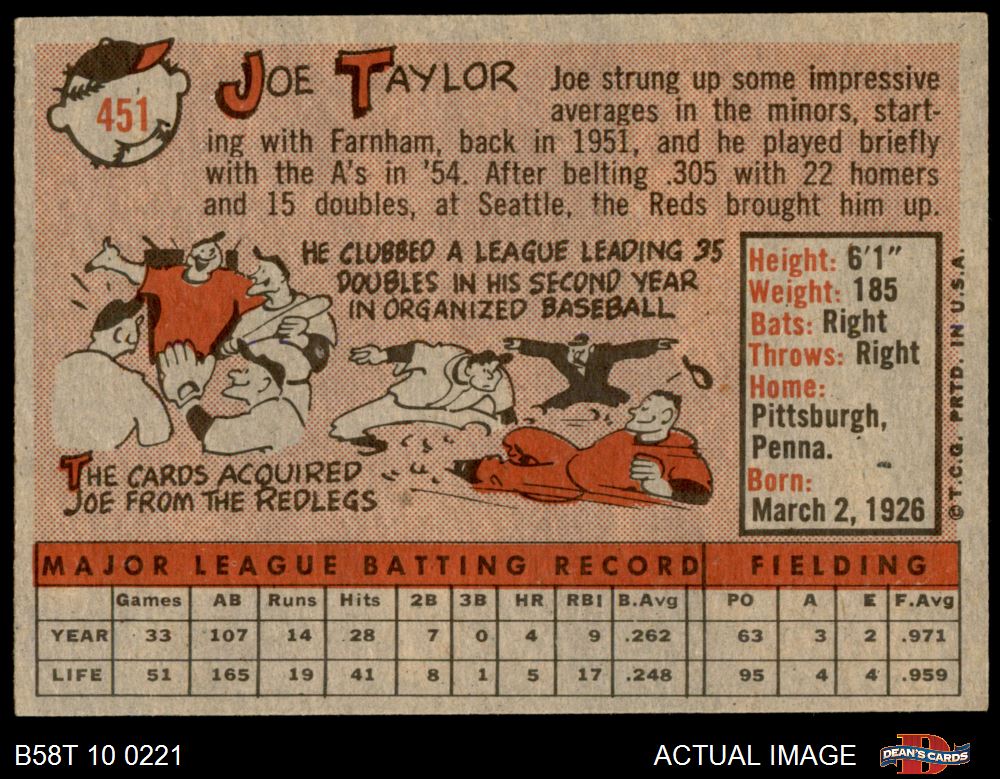 451
JOE TAYLOR
Joe strung up some impressive
averages in the minors, start-
ing with Farnham, back in 1951, and he played briefly
with the A's in '54. After belting .305 with 22 homers
and 15 doubles, at Seattle, the Reds brought him up.
HE CLUBBED A LEAGUE LEADING 35
DOUBLES IN HIS SECOND YEAR
IN ORGANIZED BASEBALL
THE CARDS ACQUIRED
JOE FROM THE REDLEGS
Height: 6'1"
Weight: 185
Bats: Right
Throws: Right
Home:
Pittsburgh,
Penna.
Born:
March 2, 1926
©T.C.G. PRTD. IN U.S.A.
MAJOR LEAGUE BATTING RECORD FIELDING
Games AB Runs Hits 2B 3B HR RBI B.Avg PO A E F.Avg
YEAR 33 107 14 28 7 0 4 9 .262 63 3 2 .971
LIFE 51 165 19 41 8 1 5 17 .248 95 4 4 .959
B58T 10 0221 ACTUAL IMAGE DEAN'S CARDS